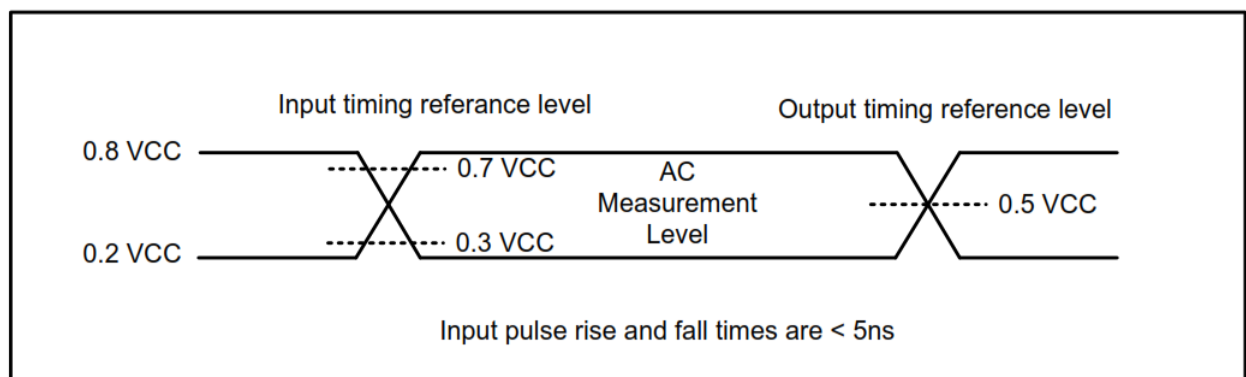 Input timing referance level
Output timing reference level
0.8 VCC
0.7 VCC
AC
Measurement
Level
0.5 VCC
0.3 VCC
0.2 VCC
Input pulse rise and fall times are < 5ns